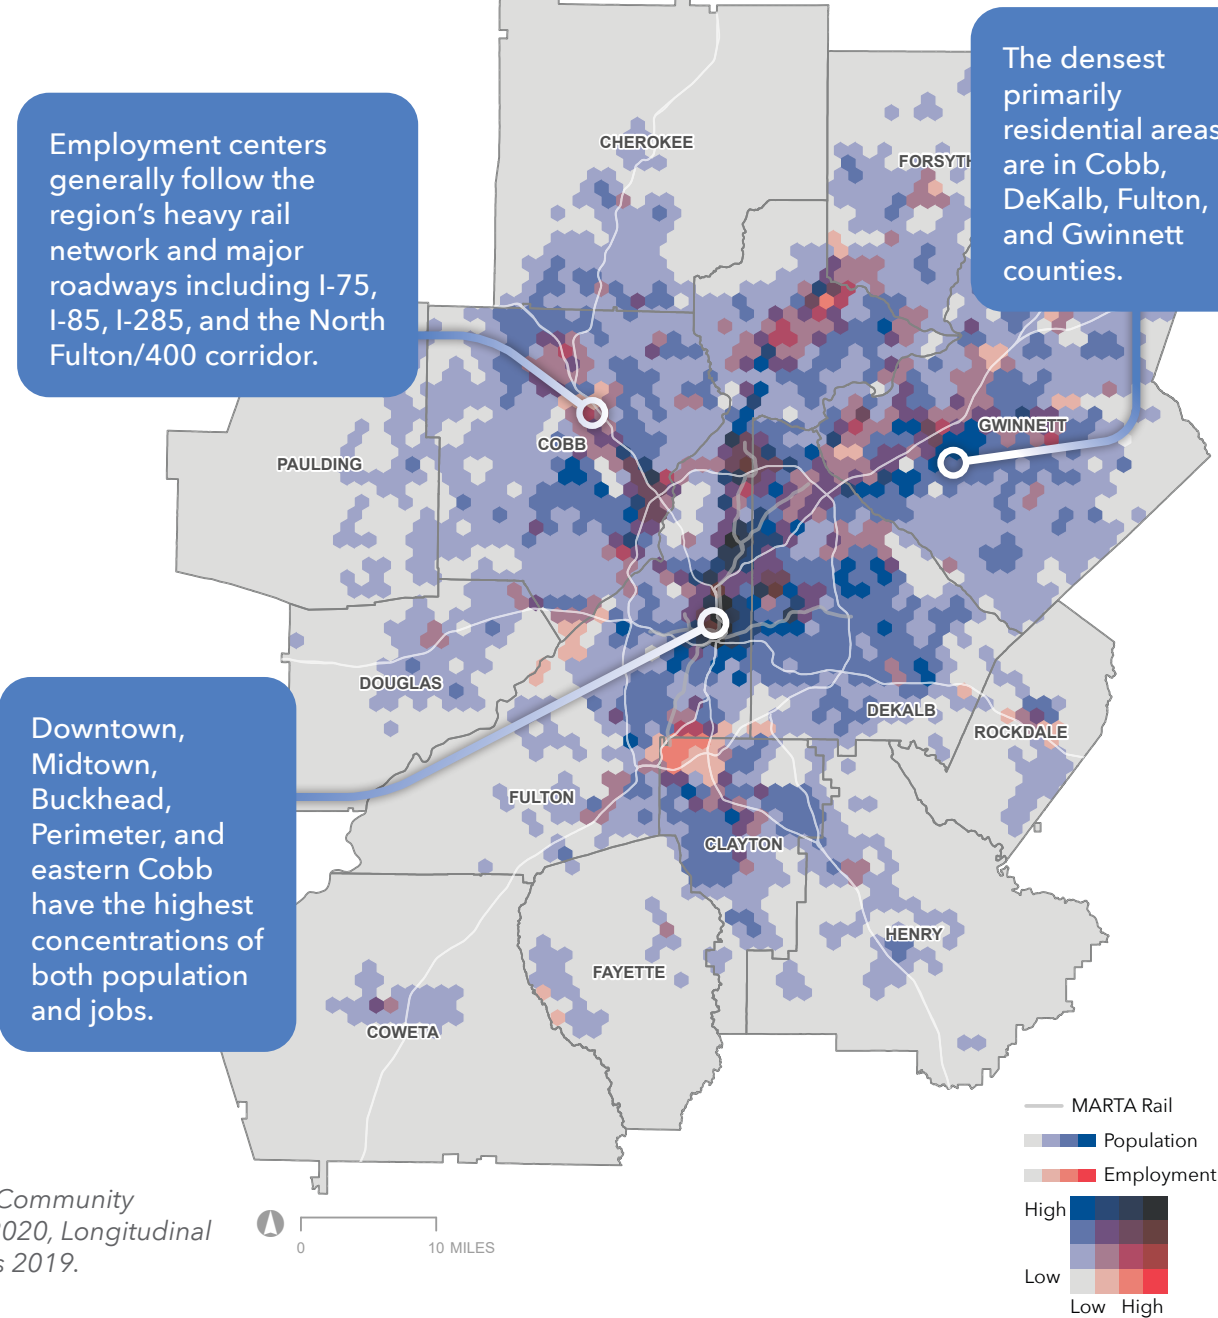 The densest
primarily
residential areas
are in Cobb,
DeKalb, Fulton,
and Gwinnett
counties.
Employment centers
generally follow the
region's heavy rail
network and major
roadways including I-75,
I-85, I-285, and the North
Fulton/400 corridor.
CHEROKEE
FORSYTH
COBB
GWINNETT
PAULDING
DOUGLAS
DEKALB
ROCKDALE
Downtown,
Midtown,
Buckhead,
Perimeter, and
eastern Cobb
have the highest
concentrations of
both population
and jobs.
FULTON
CLAYTON
HENRY
FAYETTE
COWETA
MARTA Rail
Population
Employment
High
Low
Low High
Community
2020, Longitudinal
s 2019.
0 10 MILES